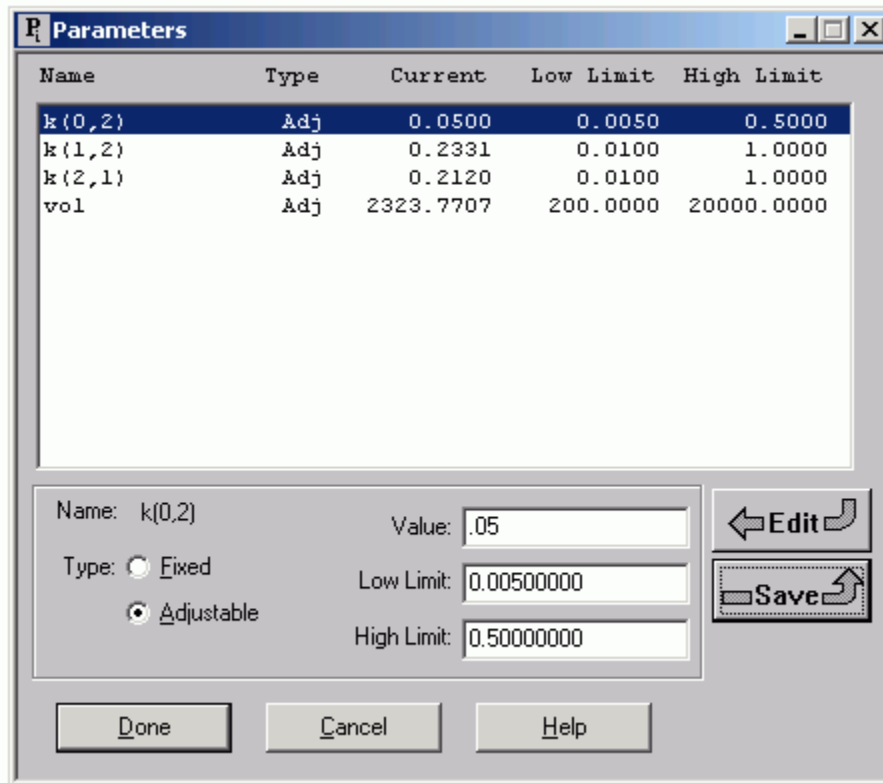 Pi Parameters
Name Type Current Low Limit High Limit
k(0,2) Adj 0.0500 0.0050 0.5000
k(1,2) Adj 0.2331 0.0100 1.0000
k(2,1) Adj 0.2120 0.0100 1.0000
vol Adj 2323.7707 200.0000 20000.0000
Name: k(0,2)
Value: .05
Type: Fixed
Low Limit: 0.00500000
Adjustable
High Limit: 0.50000000
Edit
Save
Done Cancel Help